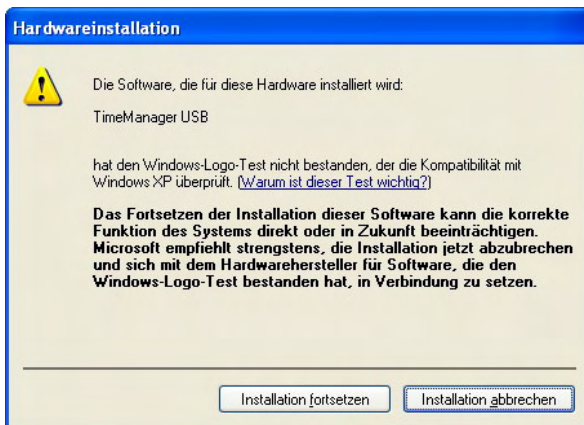 Hardwareinstallation
Die Software, die für diese Hardware installiert wird:
TimeManager USB
hat den Windows-Logo-Test nicht bestanden, der die Kompatibilität mit
Windows XP überprüft. (Warum ist dieser Test wichtig?)
Das Fortsetzen der Installation dieser Software kann die korrekte
Funktion des Systems direkt oder in Zukunft beeinträchtigen.
Microsoft empfiehlt strengstens, die Installation jetzt abzubrechen
und sich mit dem Hardwarehersteller für Software, die den
Windows-Logo-Test bestanden hat, in Verbindung zu setzen.
Installation fortsetzen
Installation abbrechen